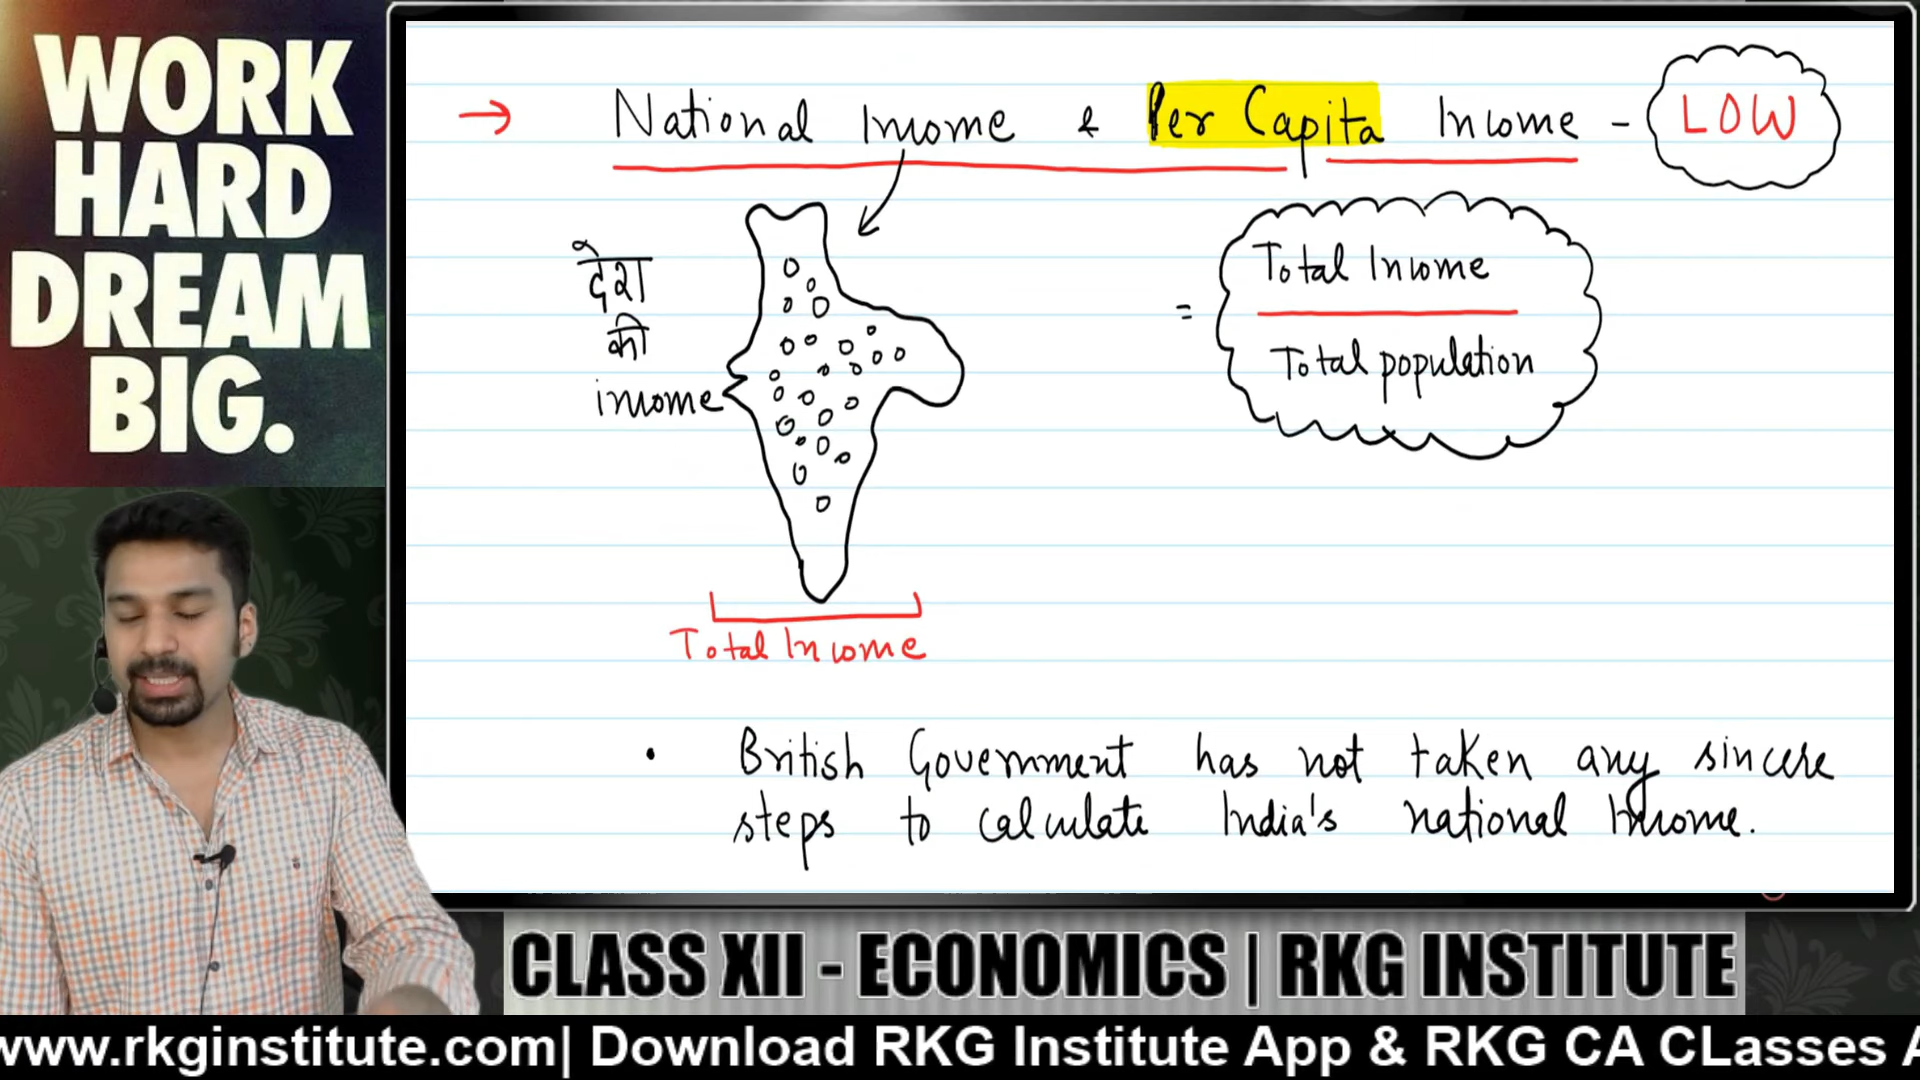 WORK
HARD
DREAM
BIG.
→ National Income & Per Capita Income - LOW
देश
की
income
= Total Income
Total population
Total Income
• British Government has not taken any sincere
steps to calculate India's national Income.
CLASS XII - ECONOMICS | RKG INSTITUTE
www.rkginstitute.com| Download RKG Institute App & RKG CA CLasses A